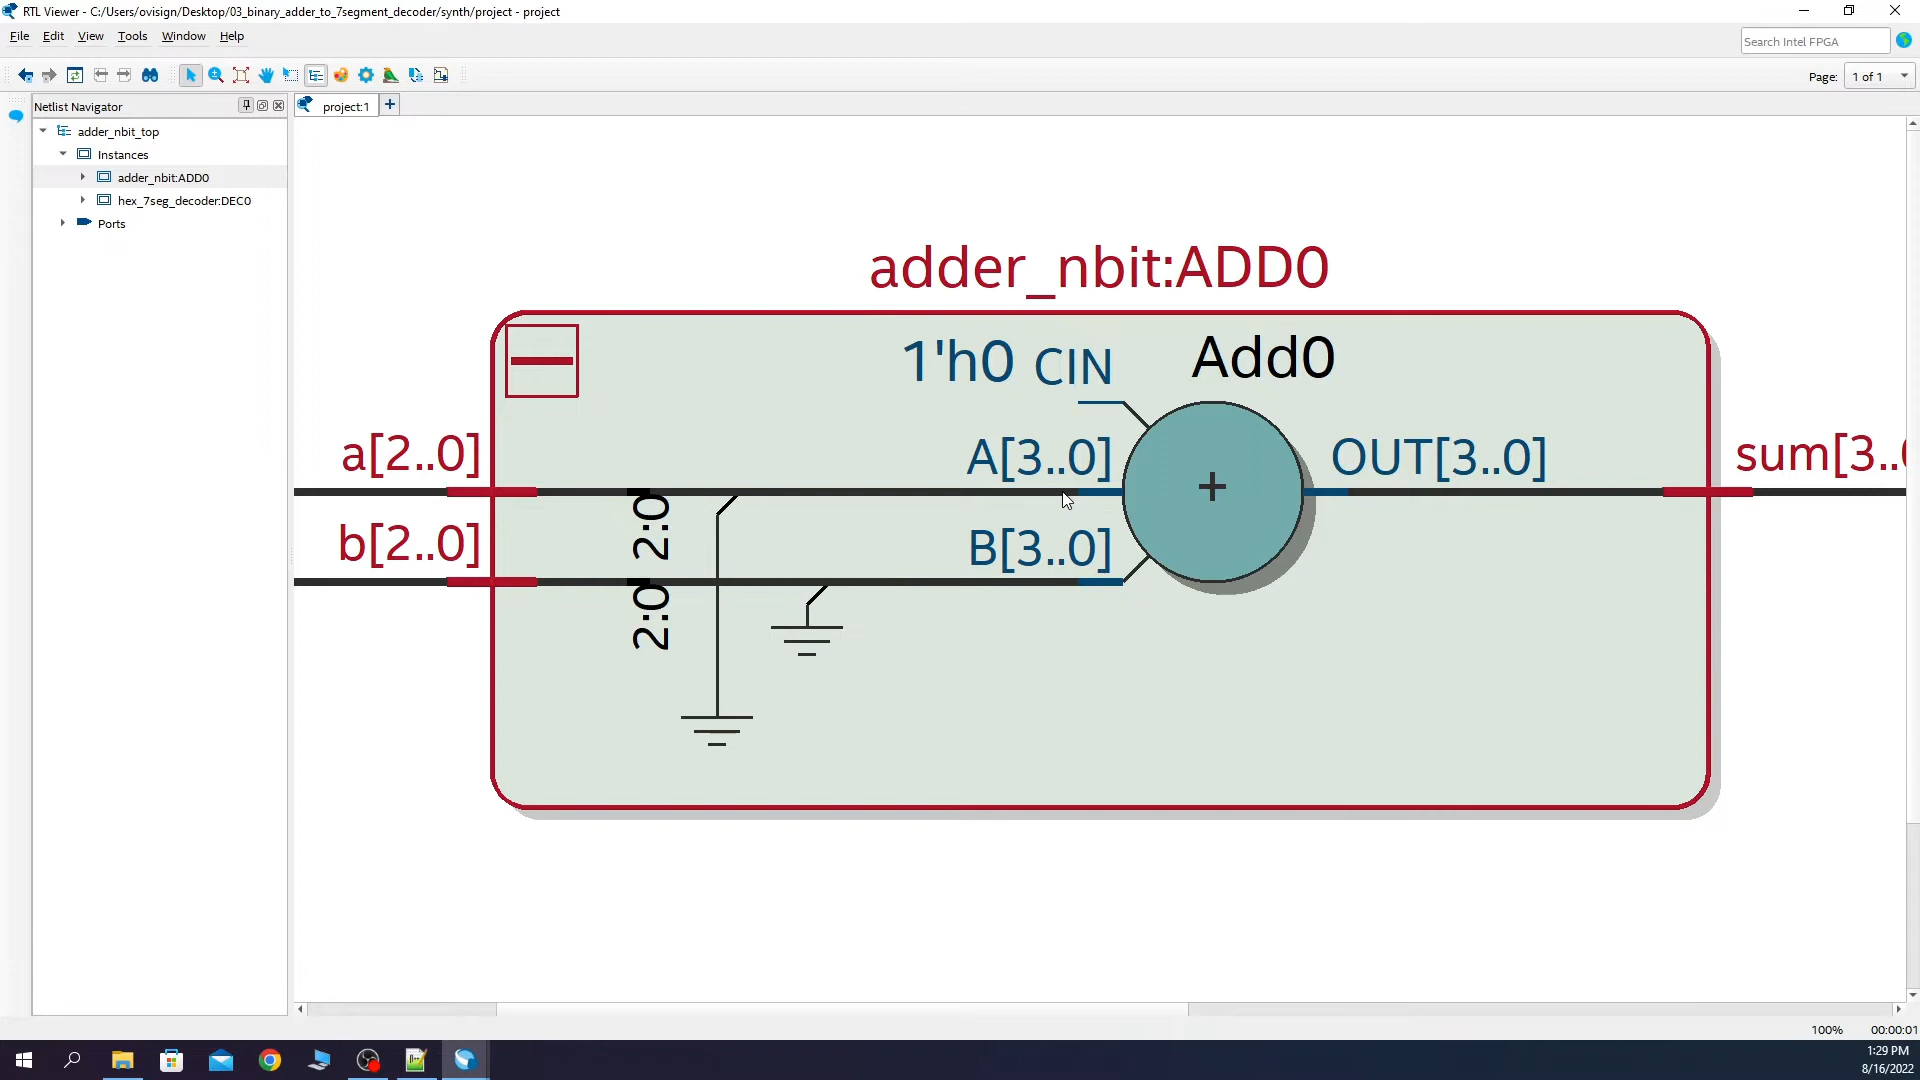 RTL Viewer - C:/Users/ovisign/Desktop/03_binary_adder_to_7segment_decoder/synth/project - project
File Edit View Tools Window Help
Search Intel FPGA
Page: 1 of 1
Netlist Navigator
project:1
adder_nbit_top
Instances
adder_nbit:ADD0
hex_7seg_decoder:DEC0
Ports
adder_nbit:ADD0
1'h0 CIN Add0
a[2..0] A[3..0] OUT[3..0] sum[3..
2:0
b[2..0] B[3..0]
2:0
100% 00:00:01
1:29 PM
8/16/2022